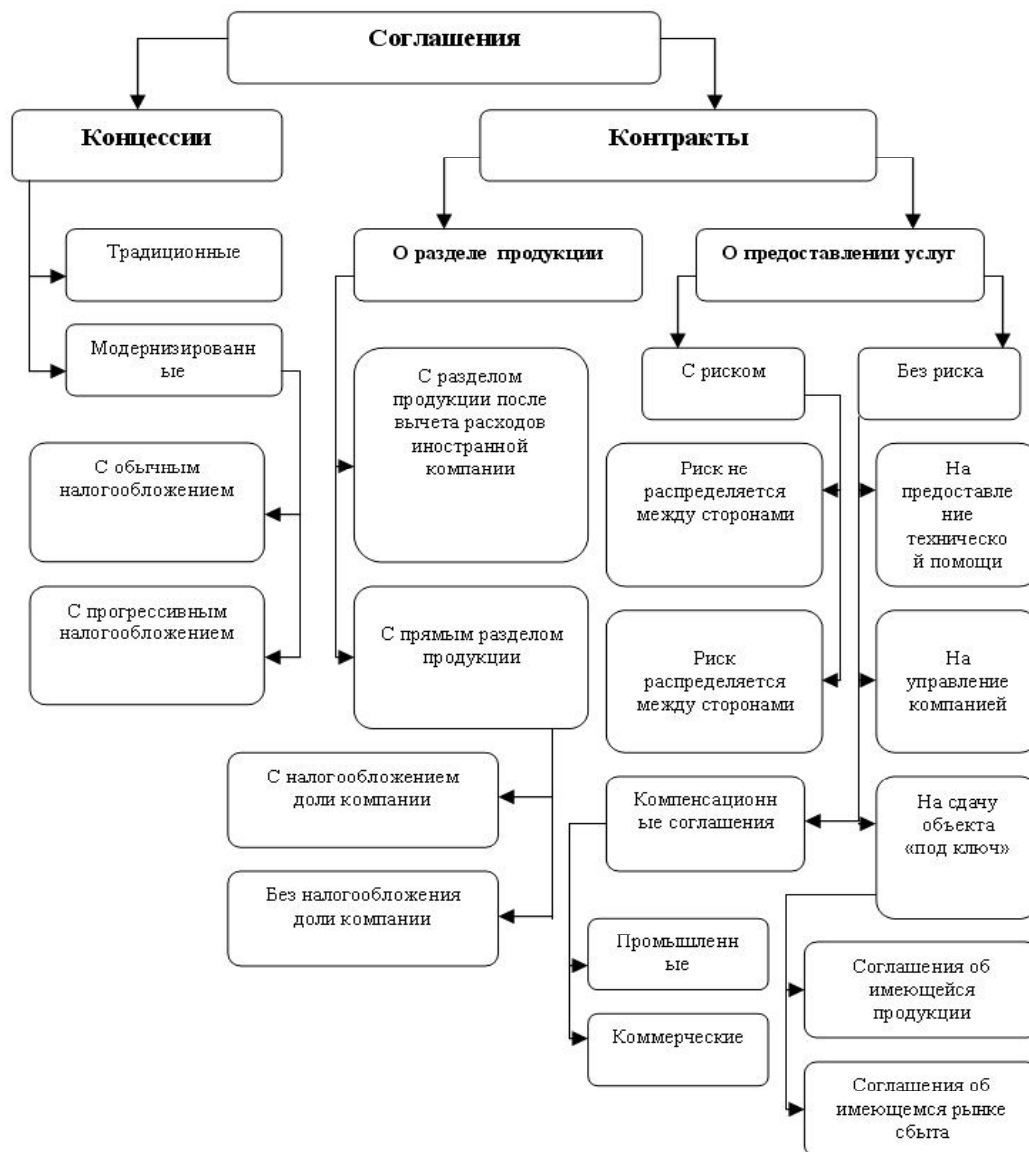 Соглашения
Концессии
Контракты
Традиционные
О разделе продукции
О предоставлении услуг
Модернизированн
ые
С разделом
продукции после
вычета расходов
иностранной
компании
С риском
Без риска
С обычным
налогообложением
Риск не
распределяется
между сторонами
На
предоставле
ние
техническо
й помощи
С прогрессивным
налогообложением
С прямым разделом
продукции
Риск
распределяется
между сторонами
На
управление
компанией
С налогообложением
доли компании
Компенсационн
ые соглашения
На сдачу
объекта
«под ключ»
Без налогообложения
доли компании
Промышленн
ые
Соглашения об
имеющейся
продукции
Коммерческие
Соглашения об
имеющемся рынке
сбыта